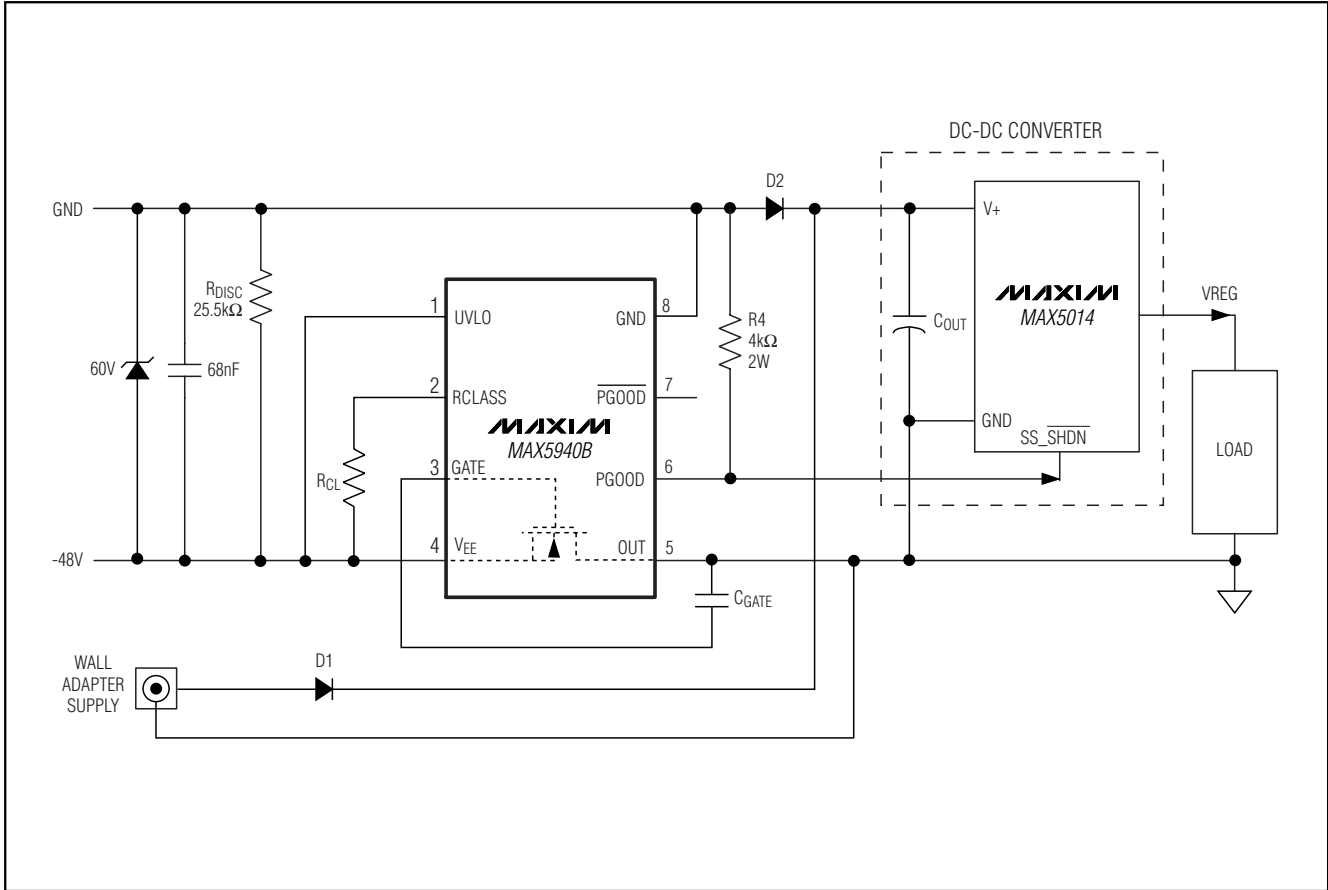 DC-DC CONVERTER
GND
D2
V+
RDISC
25.5kΩ
1
UVLO
GND
8
R4
4kΩ
2W
COUT
MAXIM
MAX5014
VREG
60V
68nF
2
RCLASS
PGOOD
7
MAXIM
MAX5940B
GND
SS_SHDN
LOAD
RCL
3
GATE
PGOOD
6
-48V
4
VEE
OUT
5
CGATE
WALL
ADAPTER
SUPPLY
D1